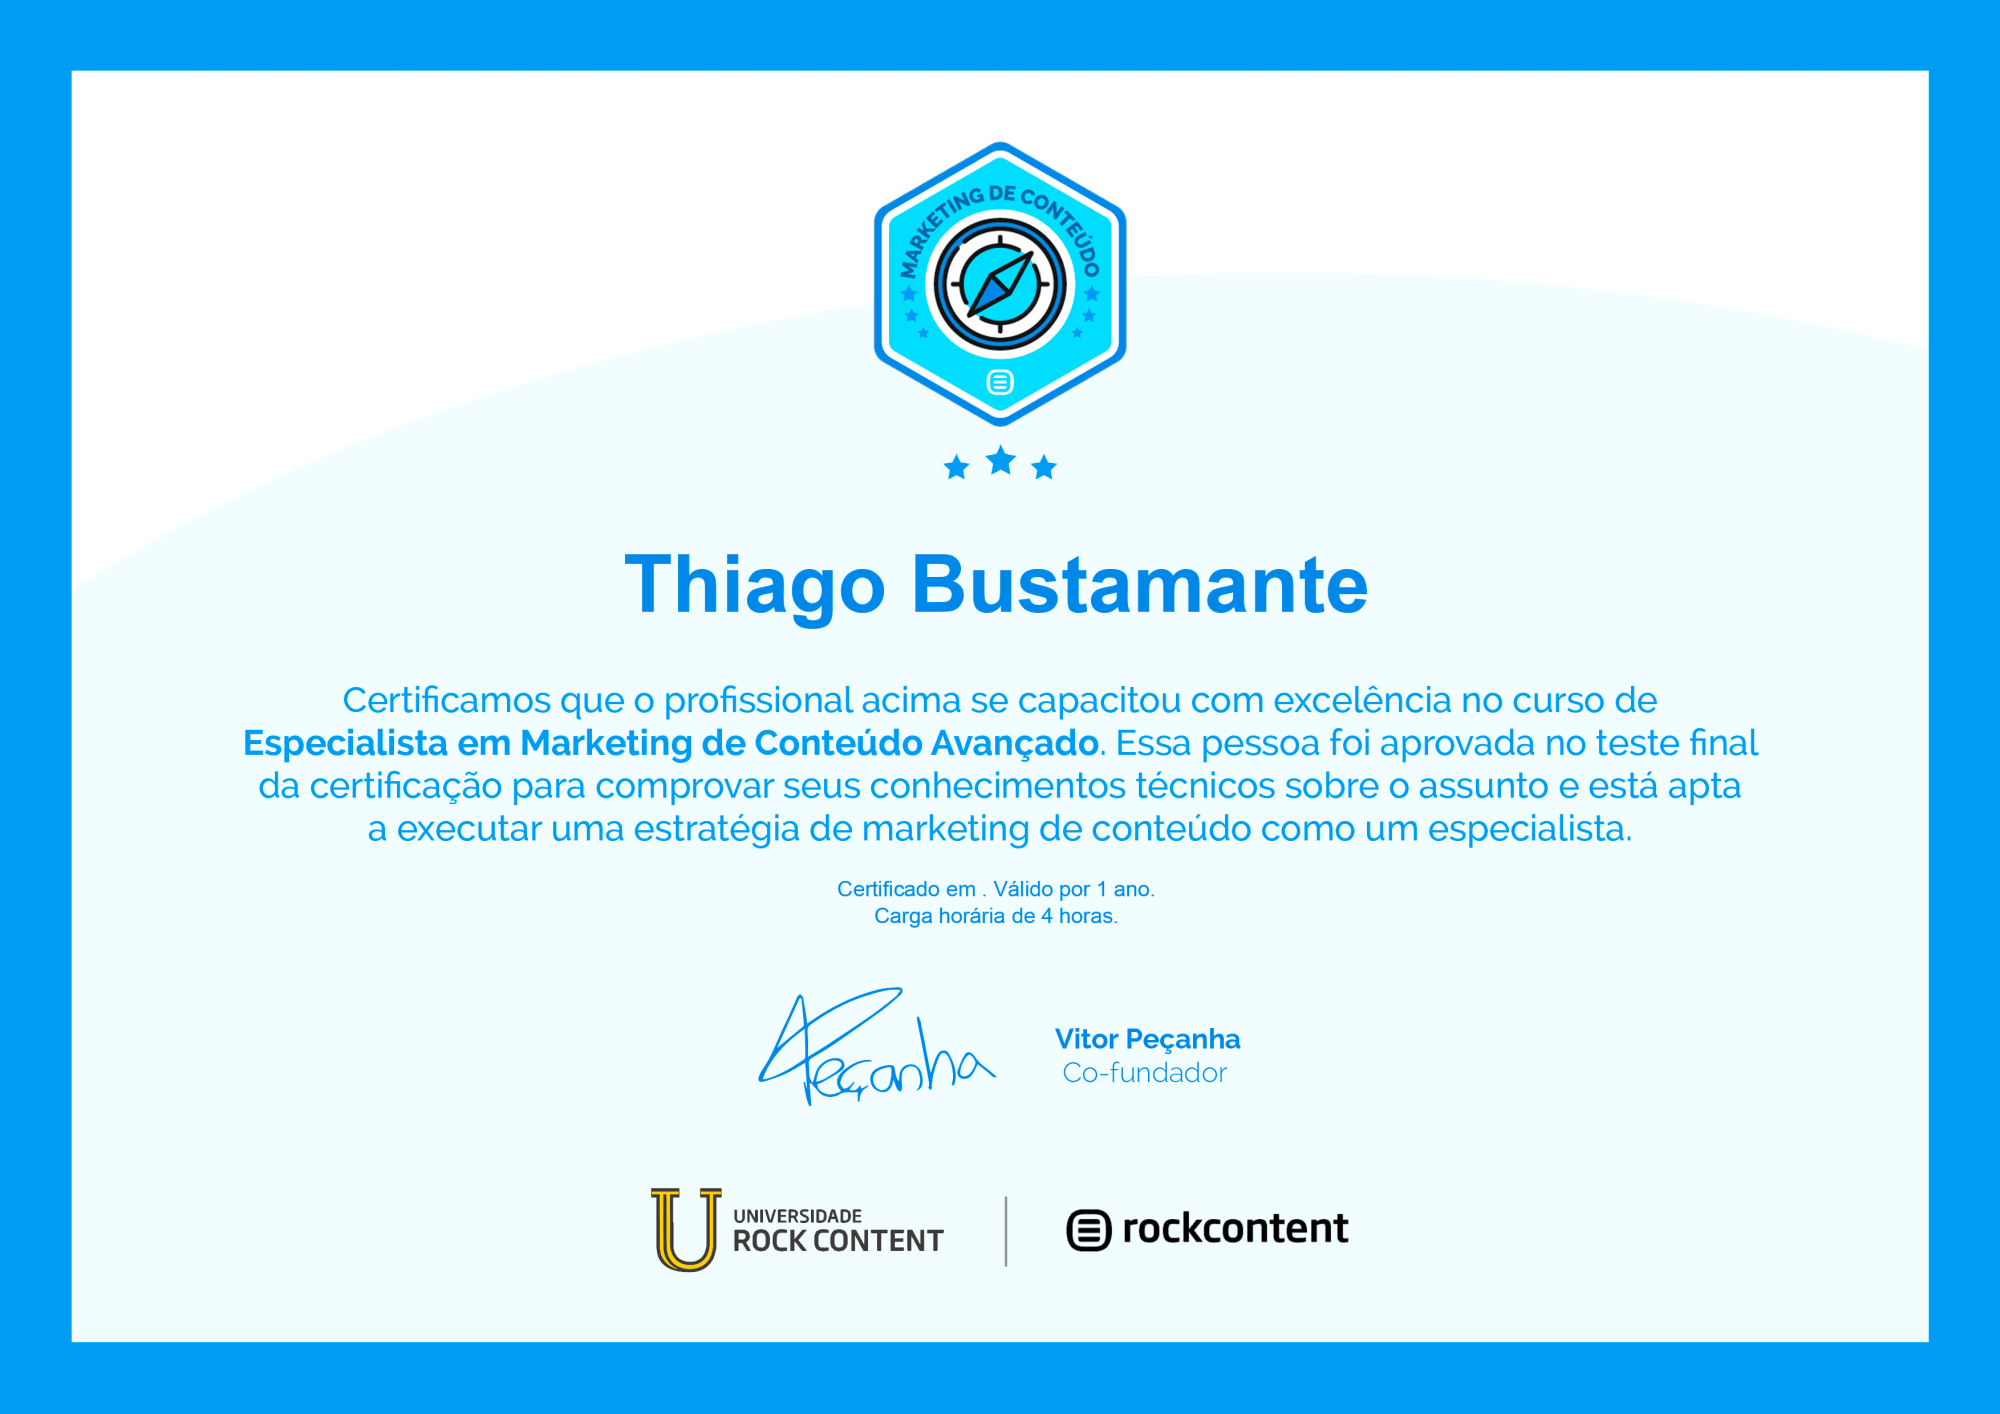 MARKETING DE CONTEÚDO
Thiago Bustamante
Certificamos que o profissional acima se capacitou com excelência no curso de
Especialista em Marketing de Conteúdo Avançado. Essa pessoa foi aprovada no teste final
da certificação para comprovar seus conhecimentos técnicos sobre o assunto e está apta
a executar uma estratégia de marketing de conteúdo como um especialista.
Certificado em . Válido por 1 ano.
Carga horária de 4 horas.
Peçanha
Vitor Peçanha
Co-fundador
U UNIVERSIDADE
ROCK CONTENT
rockcontent